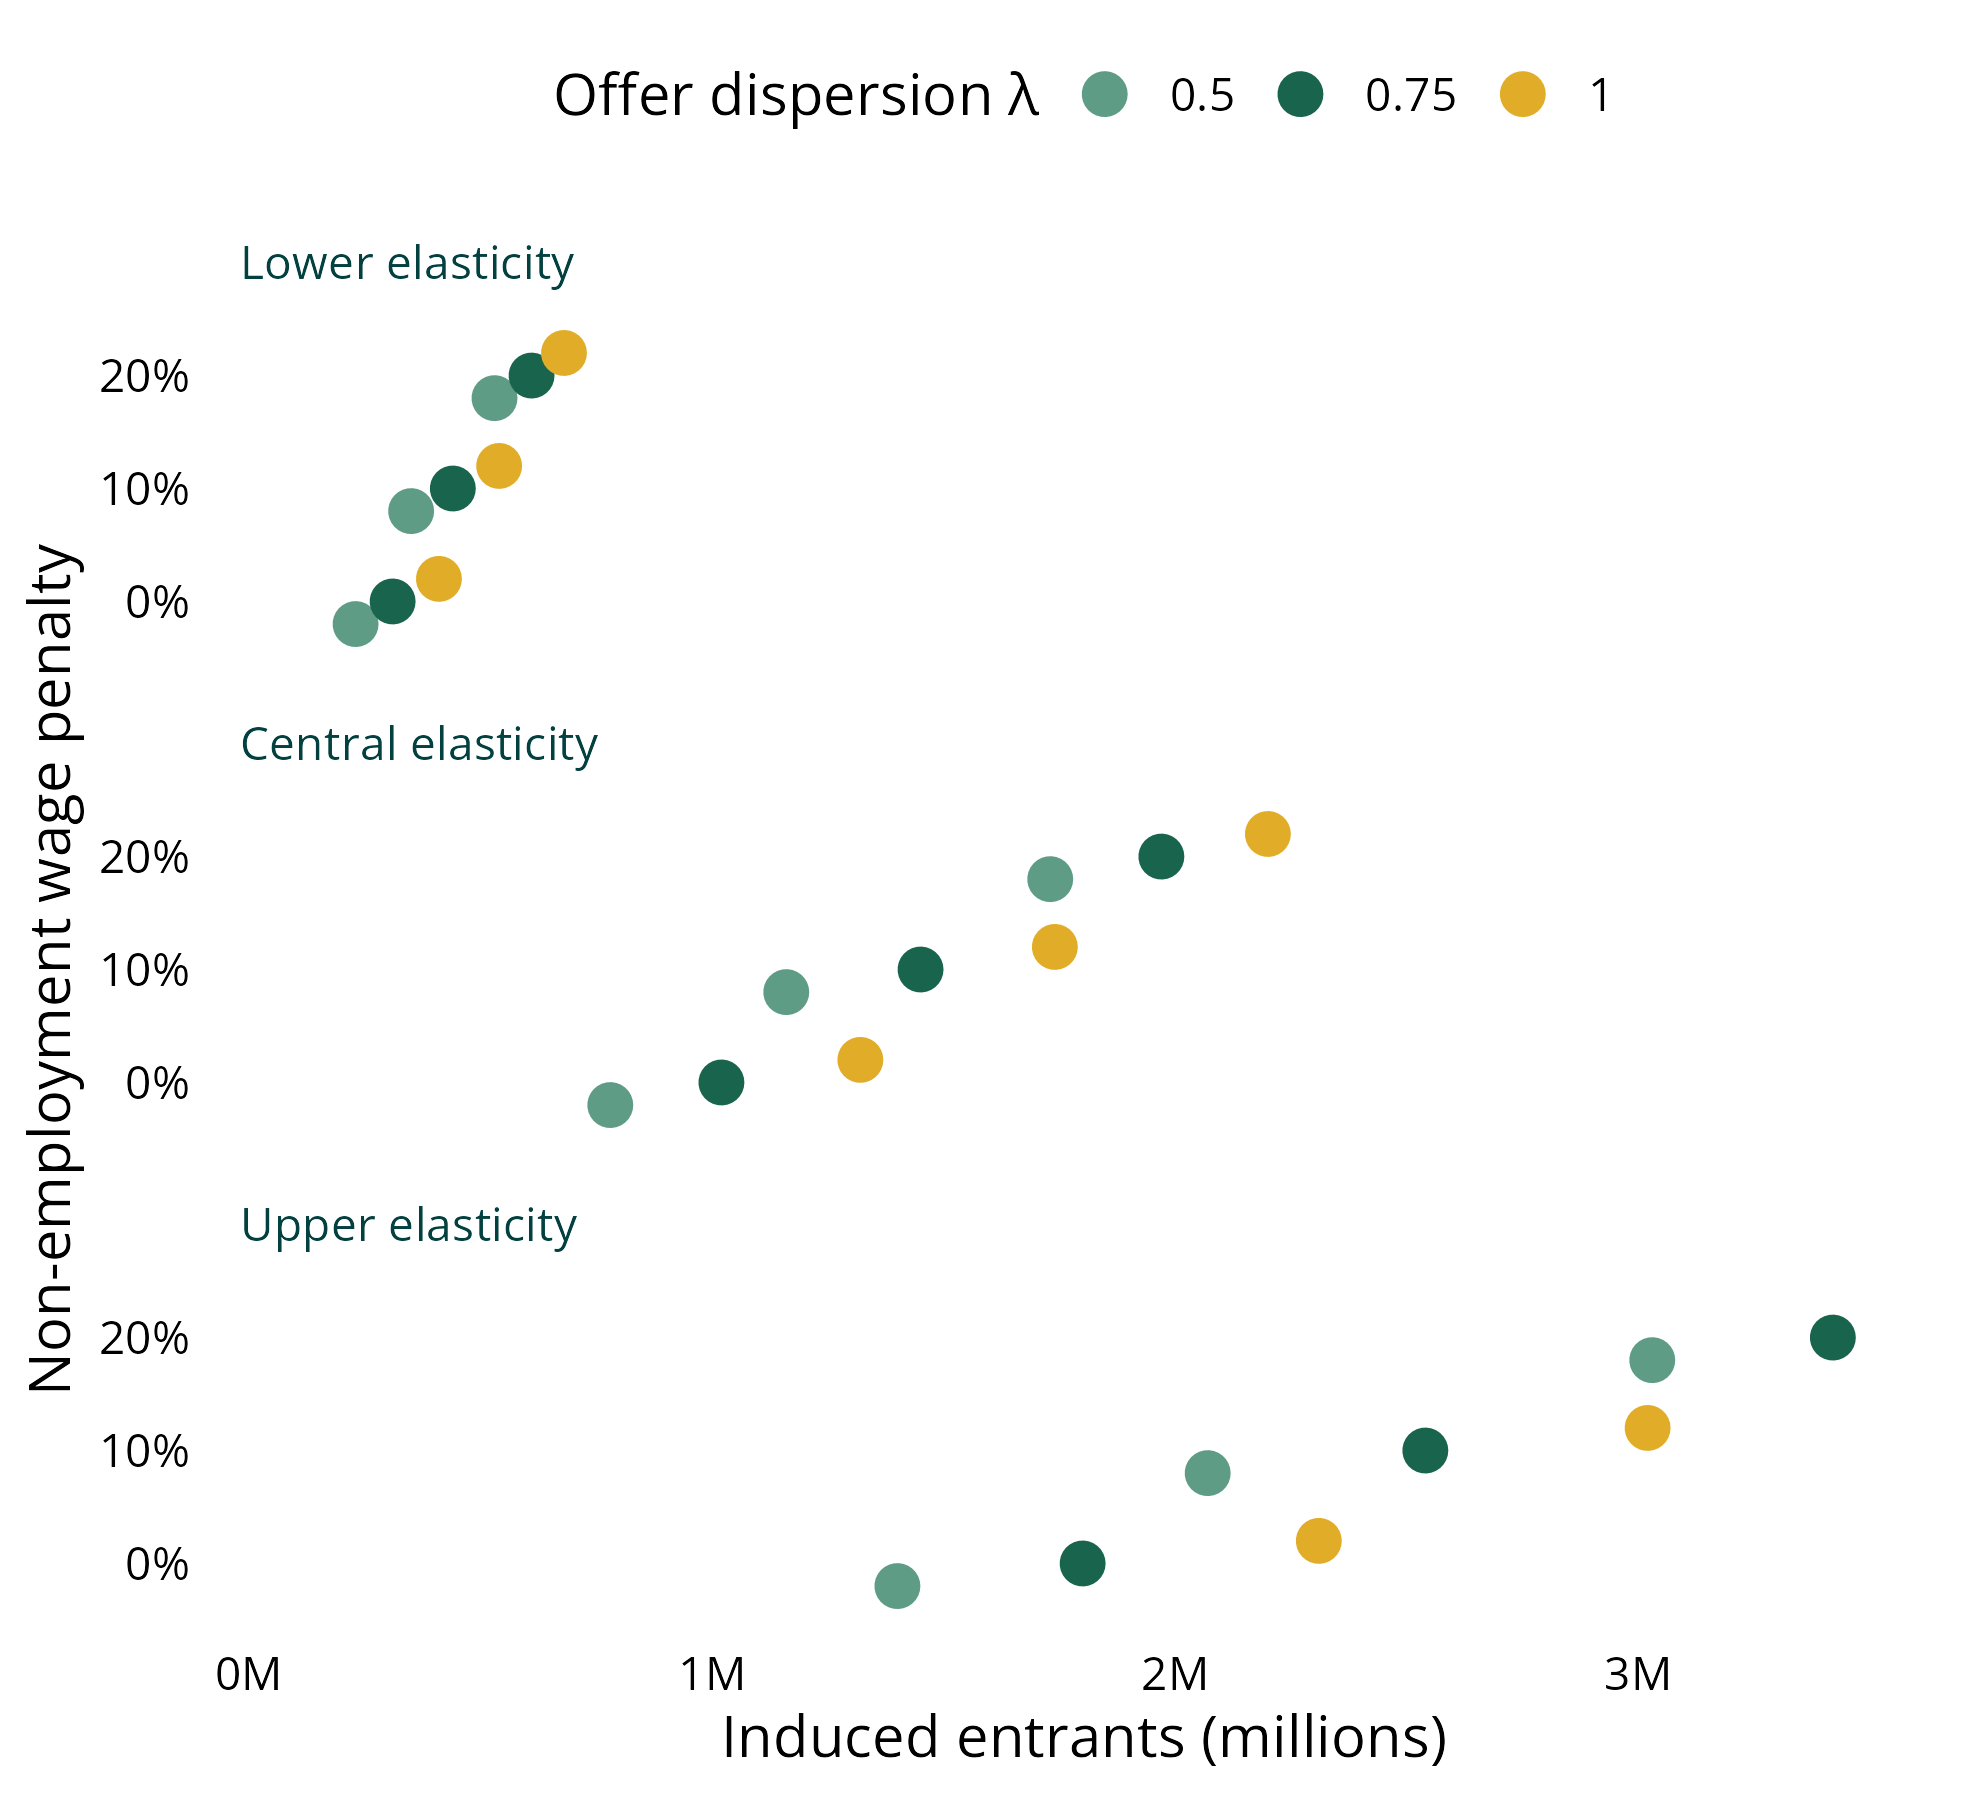 Offer dispersion λ 0.5 0.75 1
Lower elasticity
20%
10%
0%
Central elasticity
20%
10%
0%
Upper elasticity
20%
10%
0%
Non-employment wage penalty
0M 1M 2M 3M
Induced entrants (millions)